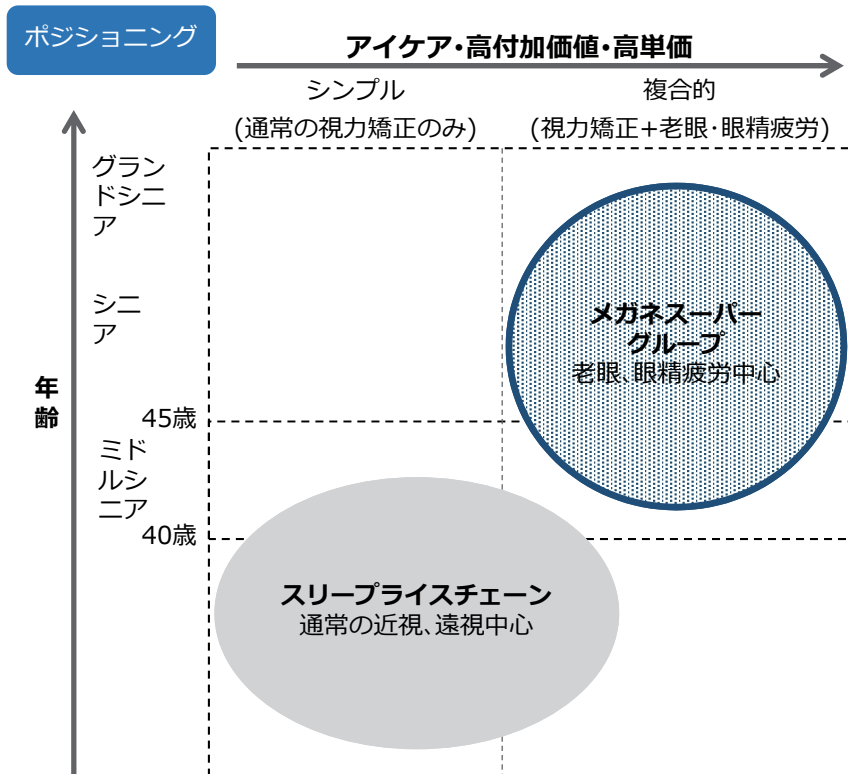 ポジショニング
アイケア・高付加価値・高単価
シンプル
(通常の視力矯正のみ)
複合的
(視力矯正+老眼・眼精疲労)
グラン
ドシニ
ア
シニ
ア
年
齢
45歳
ミド
ルシ
ニア
40歳
メガネスーパー
グループ
老眼、眼精疲労中心
スリープライスチェーン
通常の近視、遠視中心